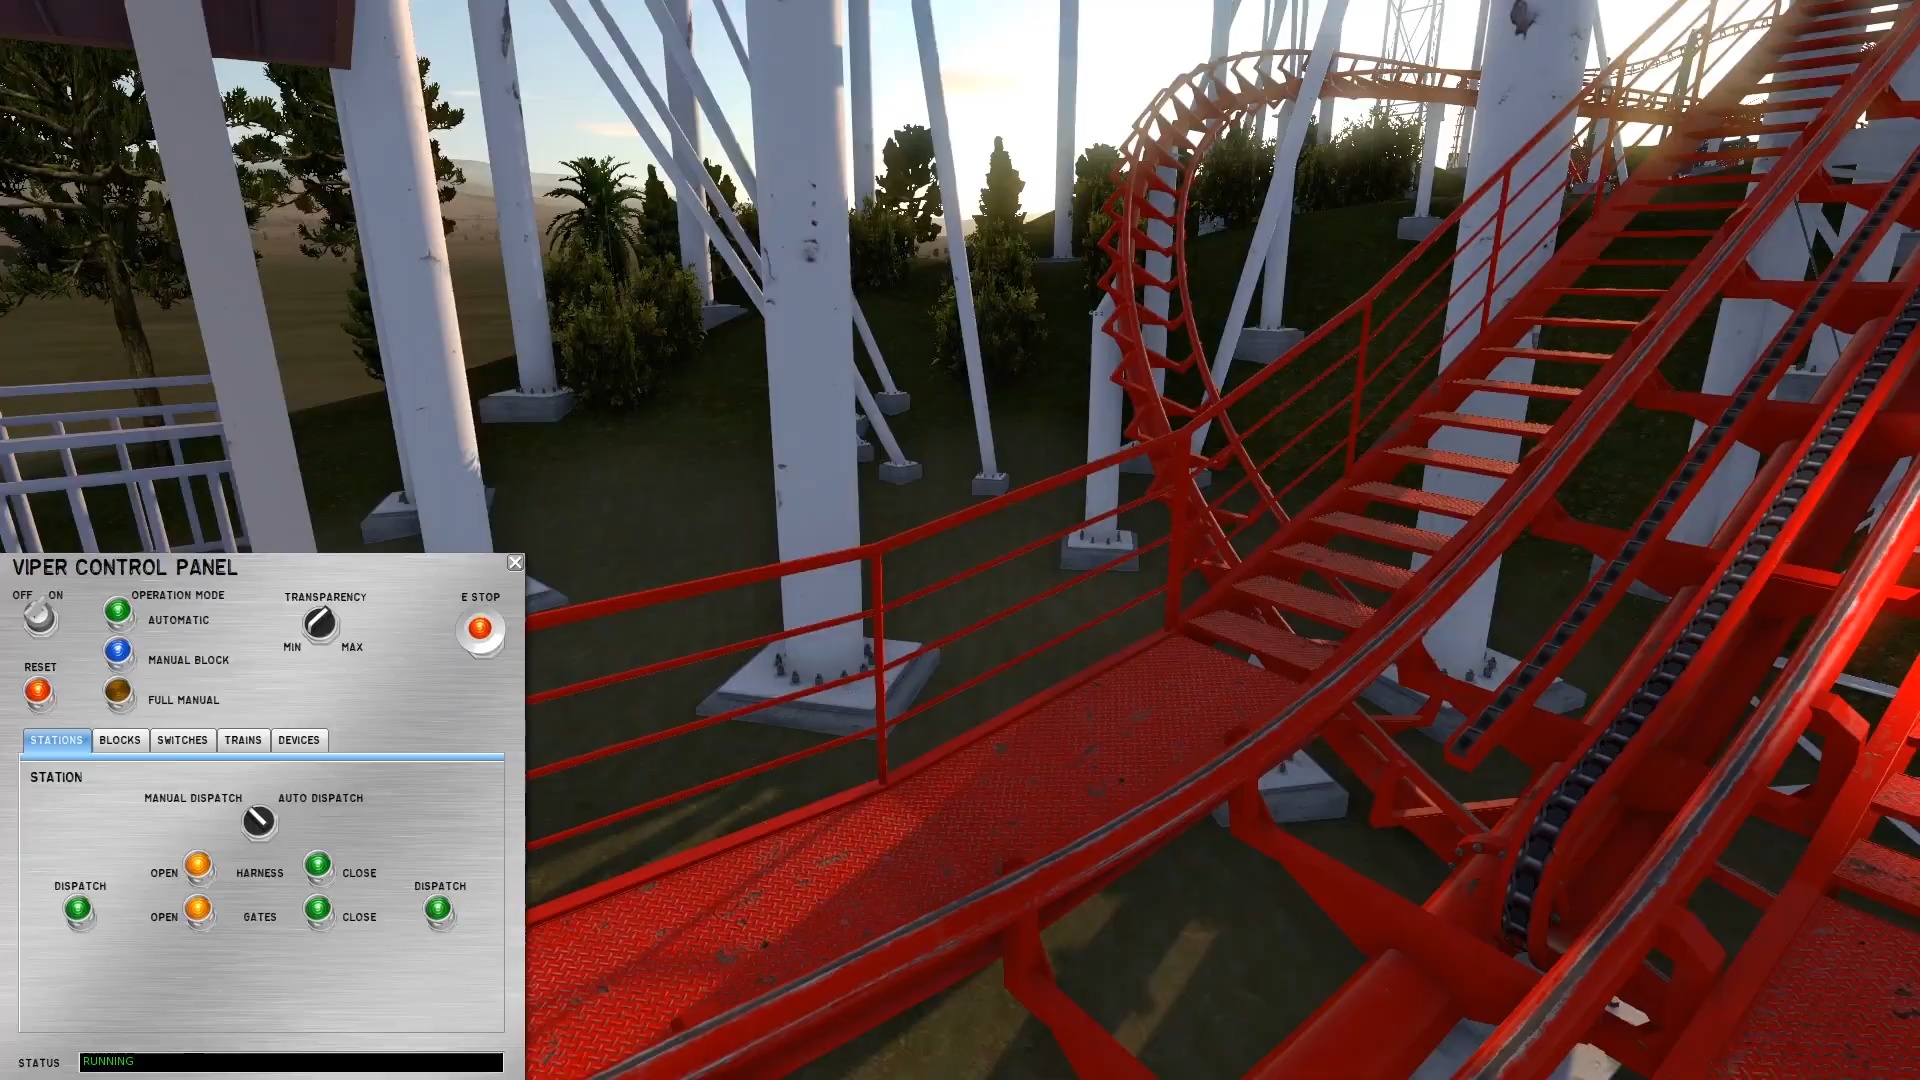 VIPER CONTROL PANEL
OFF ON
OPERATION MODE
AUTOMATIC
MANUAL BLOCK
FULL MANUAL
RESET
TRANSPARENCY
MIN MAX
E STOP
STATIONS BLOCKS SWITCHES TRAINS DEVICES
STATION
MANUAL DISPATCH AUTO DISPATCH
OPEN HARNESS CLOSE
DISPATCH DISPATCH
OPEN GATES CLOSE
STATUS RUNNING